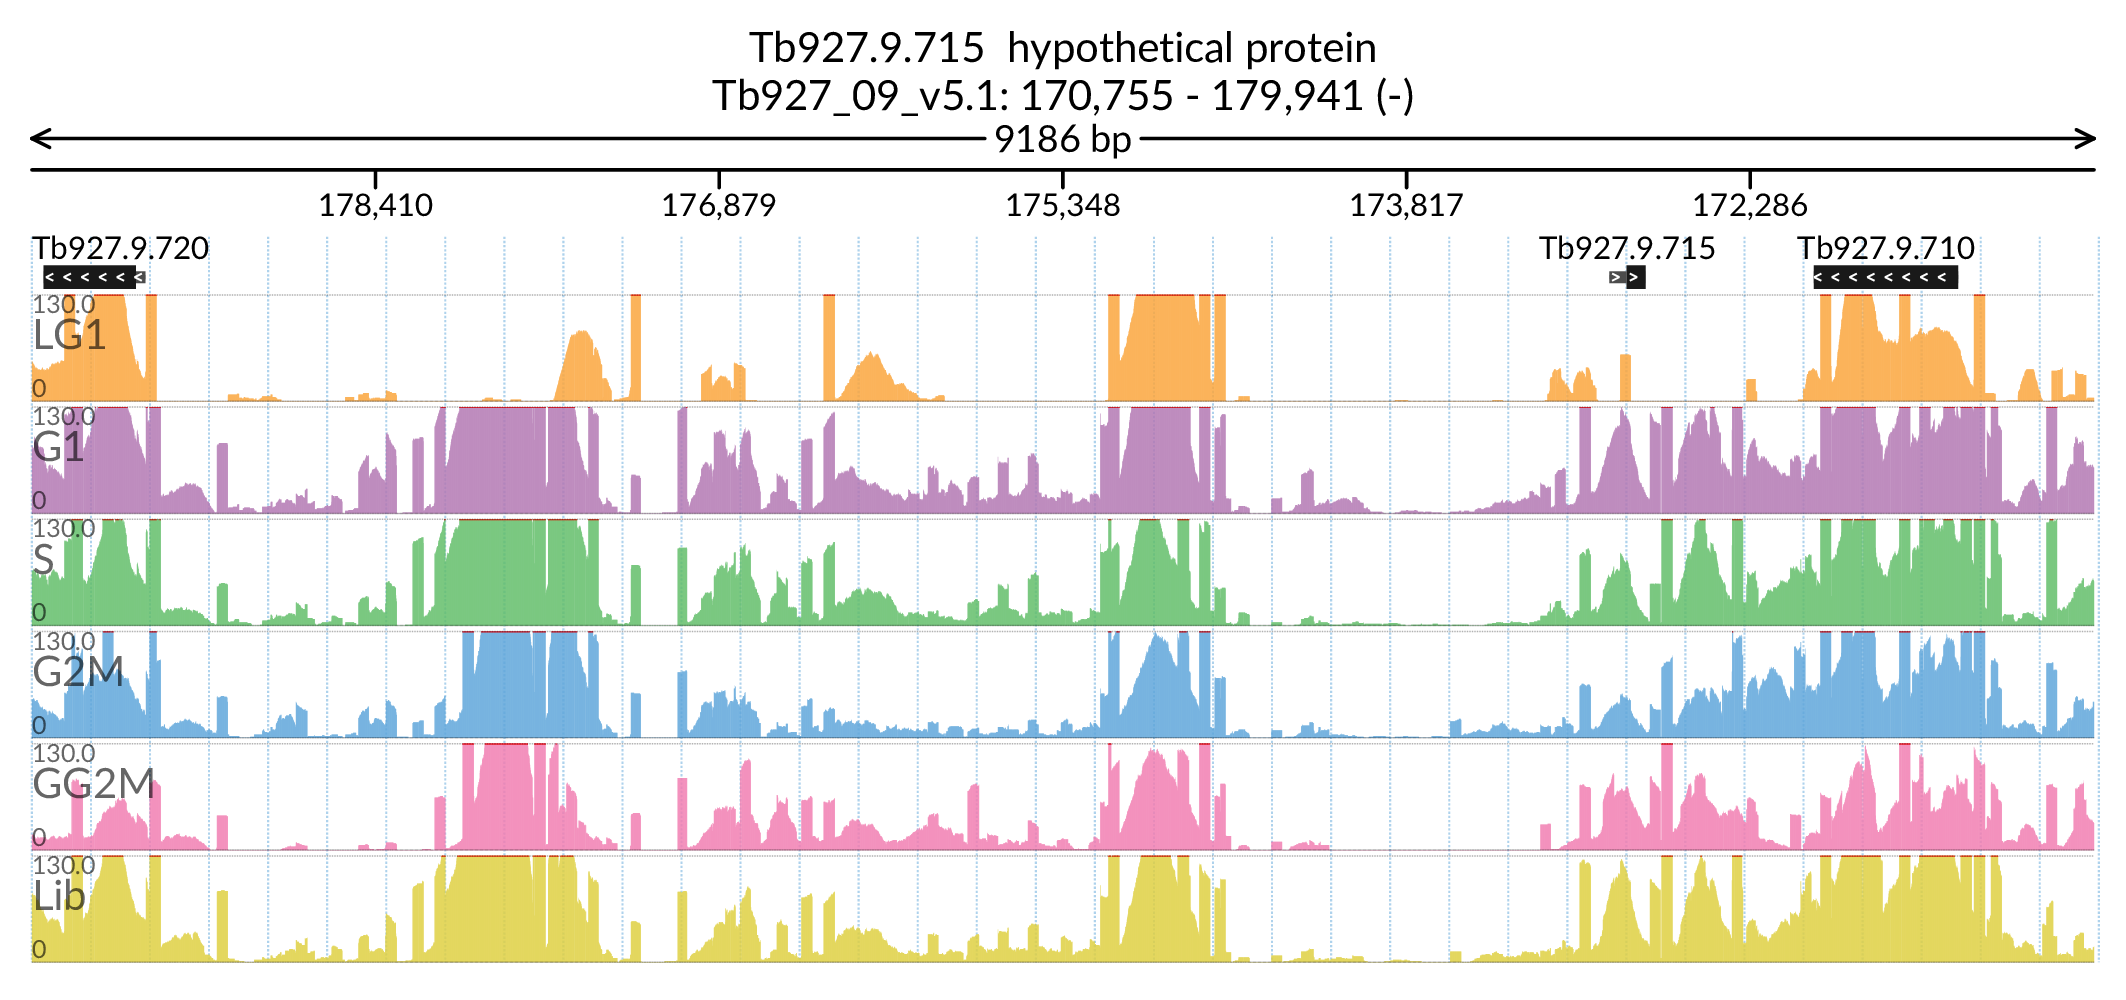 Tb927.9.715  hypothetical protein
Tb927_09_v5.1: 170,755 - 179,941 (-)
9186 bp
178,410 176,879 175,348 173,817 172,286
Tb927.9.720 Tb927.9.715 Tb927.9.710
< < < < < < > > < < < < < < < <
130.0
LG1
0
130.0
G1
0
130.0
S
0
130.0
G2M
0
130.0
GG2M
0
130.0
Lib
0